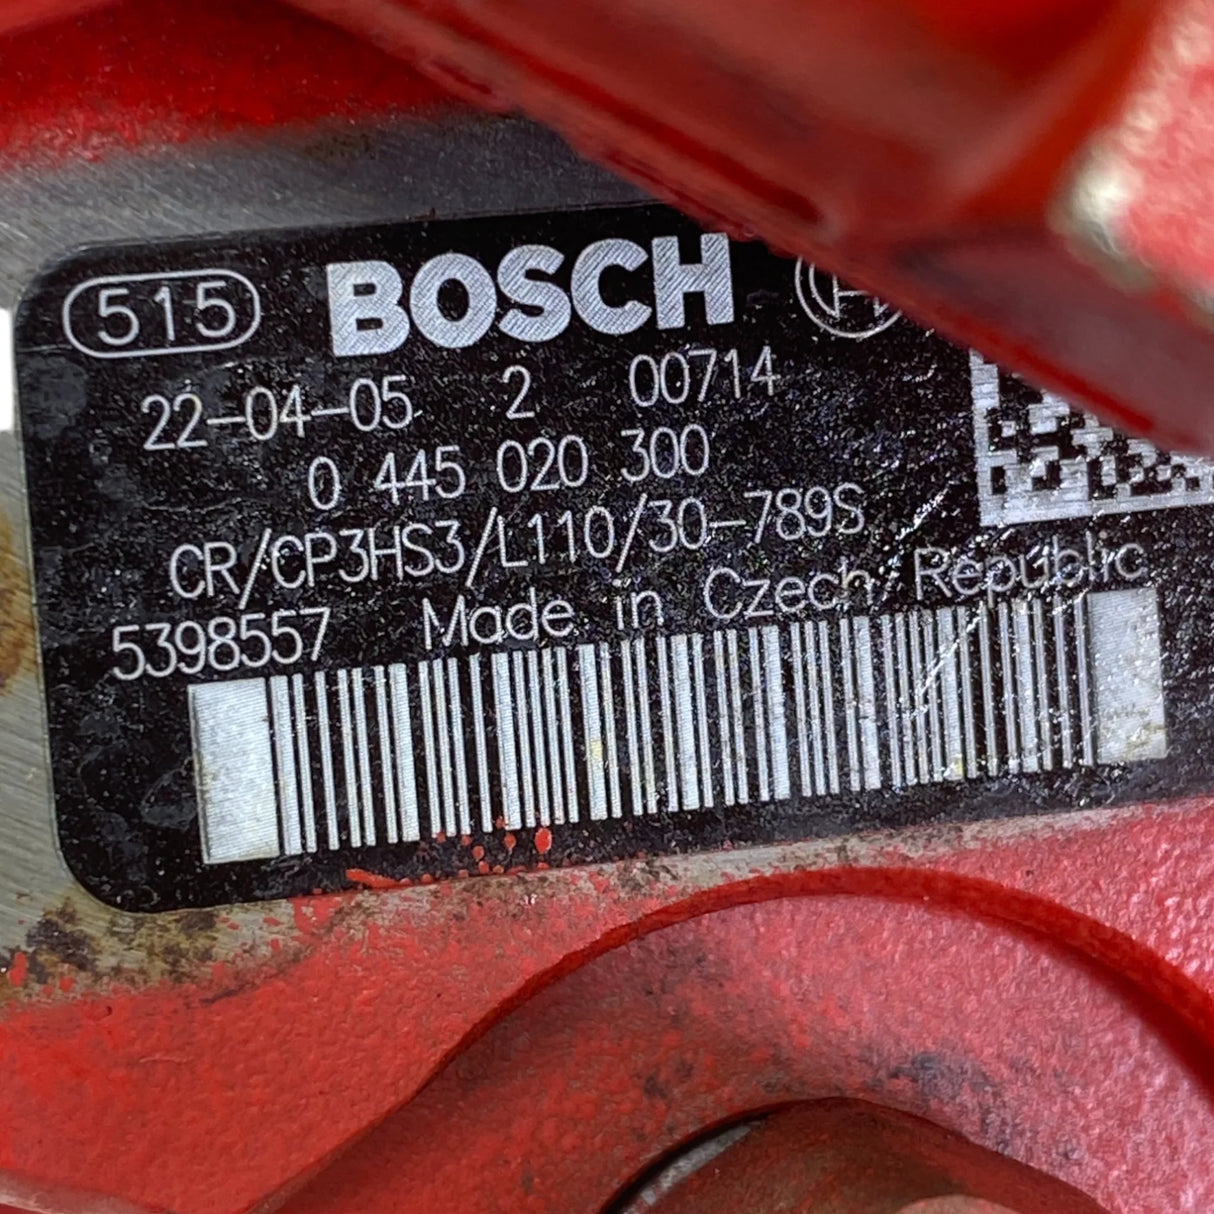 515 BOSCH
22-04-05 2 00714
0 445 020 300
CR/CP3HS3/L110/30-789S
5398557 Made in Czech Republic